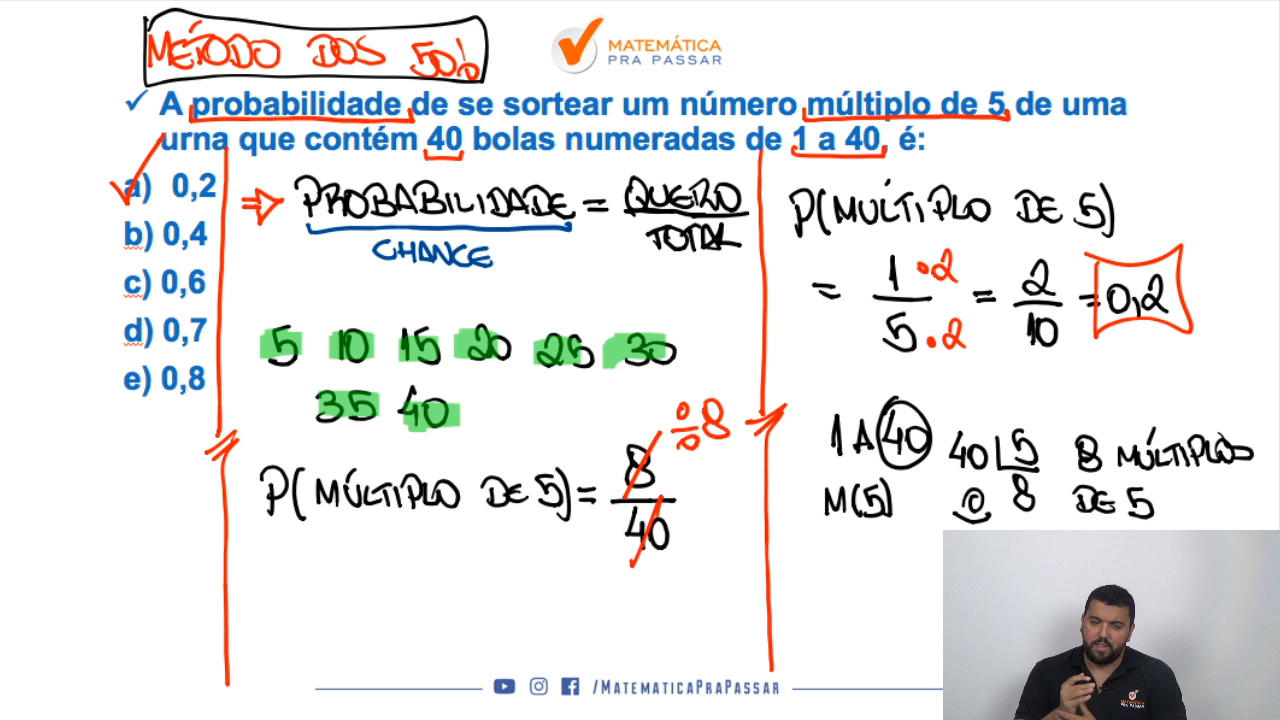 MÉTODO DOS 50%
MATEMÁTICA
PRA PASSAR
✓ A probabilidade de se sortear um número múltiplo de 5 de uma
urna que contém 40 bolas numeradas de 1 a 40, é:
a) 0,2
b) 0,4
c) 0,6
d) 0,7
e) 0,8
⇒ PROBABILIDADE = QUERO
TOTAL
CHANCE
5 10 15 20 25 30
35 40
P(MÚLTIPLO DE 5) = 8
40
÷8
P(MÚLTIPLO DE 5)
= 1 ·2 = 2 = 0,2
5 ·2 10
1 A 40 40 5 8 MÚLTIPLOS
M(5) 0 8 DE 5
/MATEMATICAPRAPASSAR
MATEMÁTICA
PRA PASSAR